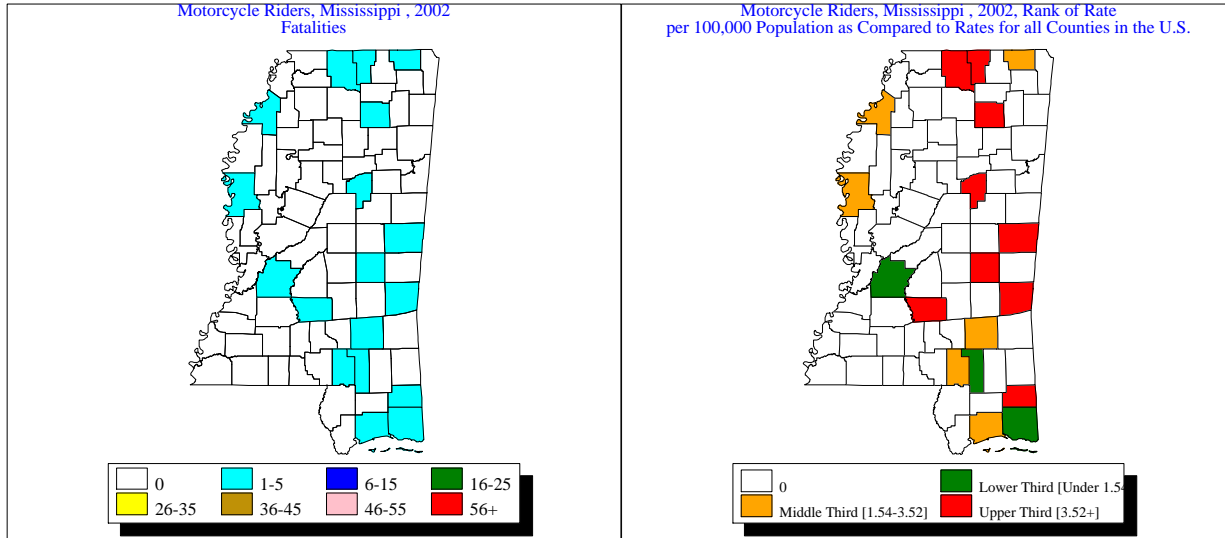 Motorcycle Riders, Mississippi , 2002
Fatalities
0
1-5
6-15
16-25
26-35
36-45
46-55
56+
Motorcycle Riders, Mississippi , 2002, Rank of Rate
per 100,000 Population as Compared to Rates for all Counties in the U.S.
0
Lower Third [Under 1.54
Middle Third [1.54-3.52]
Upper Third [3.52+]